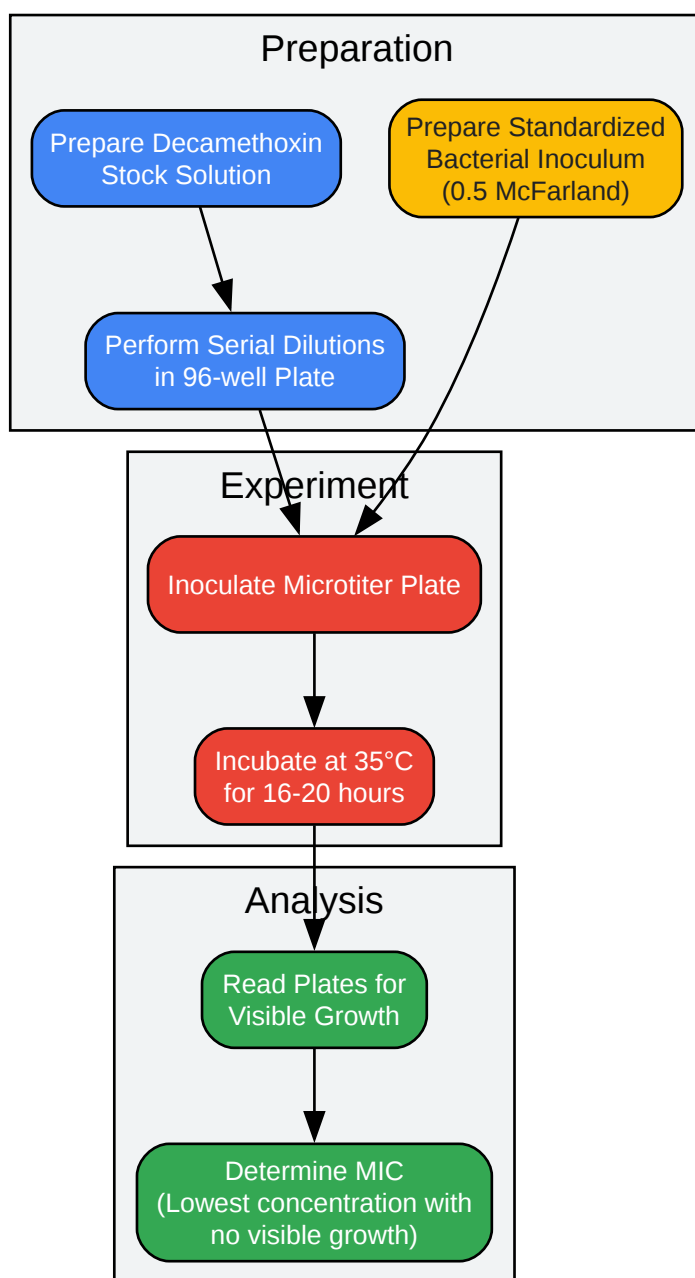 Preparation
Prepare Decamethoxin
Stock Solution
Prepare Standardized
Bacterial Inoculum
(0.5 McFarland)
Perform Serial Dilutions
in 96-well Plate
Experiment
Inoculate Microtiter Plate
Incubate at 35°C
for 16-20 hours
Analysis
Read Plates for
Visible Growth
Determine MIC
(Lowest concentration with
no visible growth)